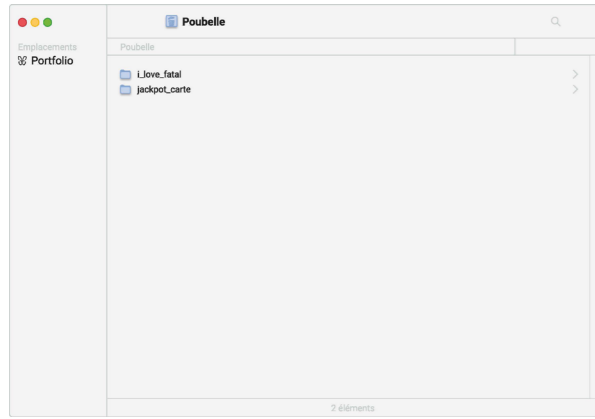 Poubelle
Emplacements
Portfolio
Poubelle
i_love_fatal
jackpot_carte
2 éléments